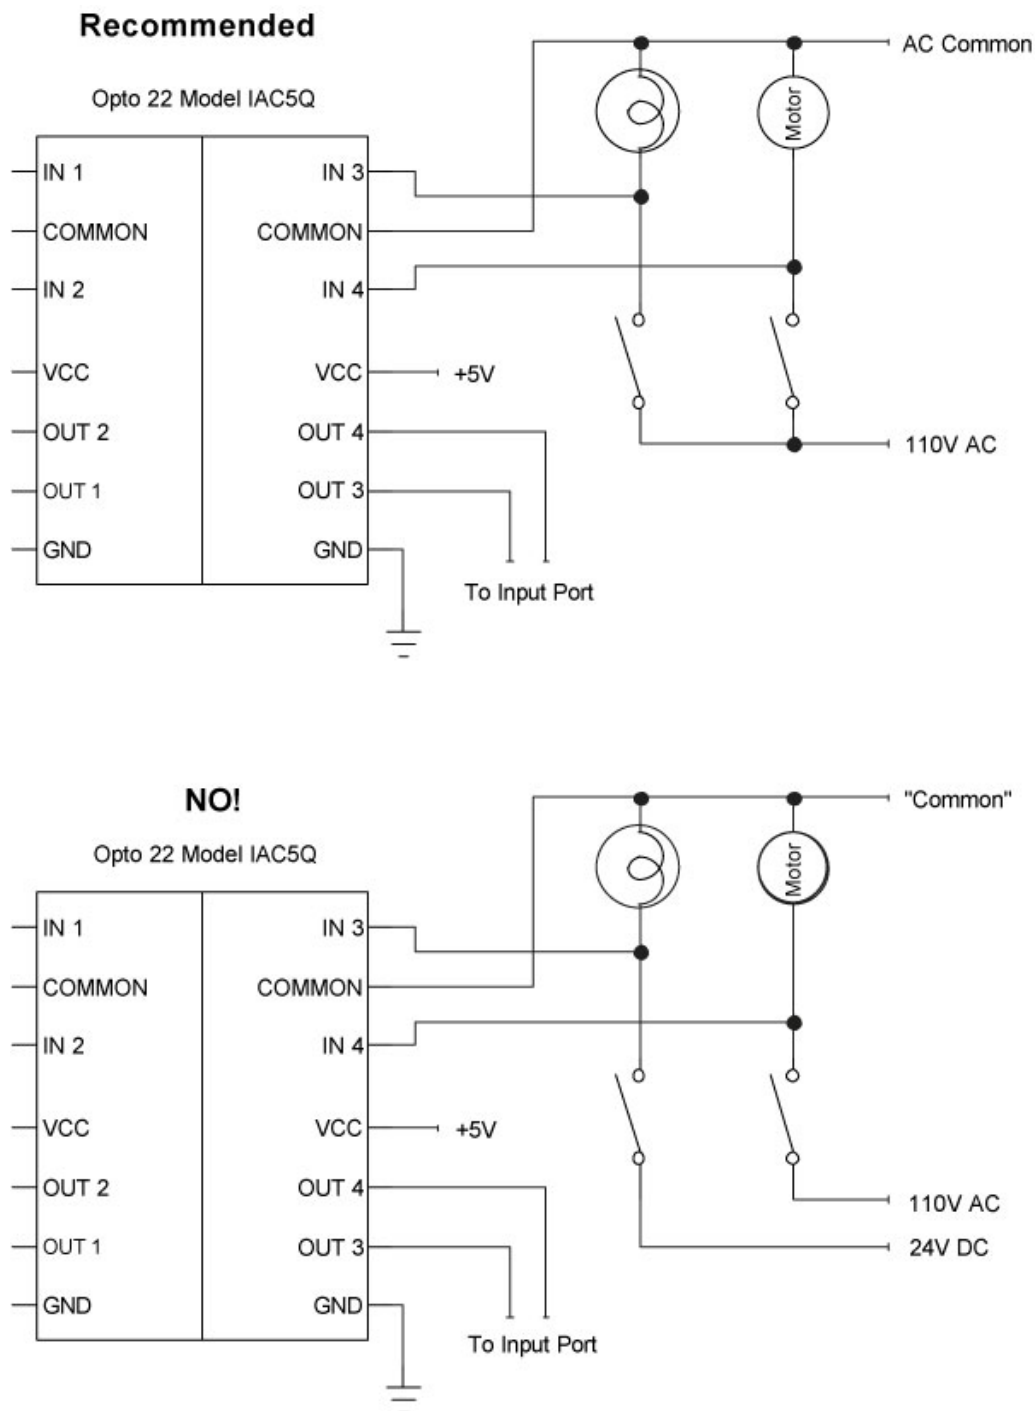 Recommended
AC Common
Opto 22 Model IAC5Q
Motor
IN 1
IN 3
COMMON
COMMON
IN 2
IN 4
VCC
VCC
+5V
OUT 2
OUT 4
110V AC
OUT 1
OUT 3
GND
GND
To Input Port
NO!
"Common"
Opto 22 Model IAC5Q
Motor
IN 1
IN 3
COMMON
COMMON
IN 2
IN 4
VCC
VCC
+5V
OUT 2
OUT 4
110V AC
OUT 1
OUT 3
24V DC
GND
GND
To Input Port